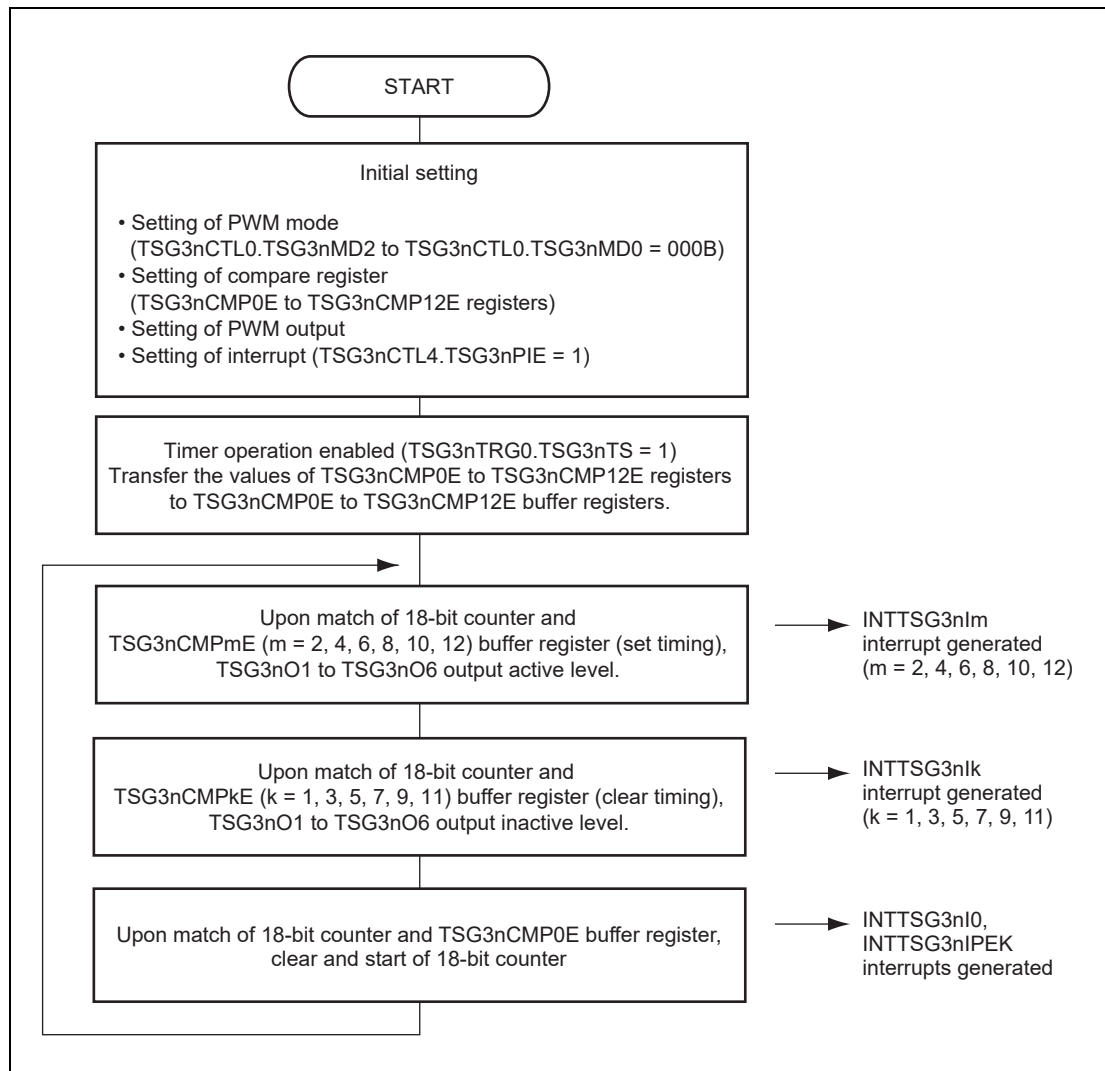 START
Initial setting
• Setting of PWM mode
(TSG3nCTL0.TSG3nMD2 to TSG3nCTL0.TSG3nMD0 = 000B)
• Setting of compare register
(TSG3nCMP0E to TSG3nCMP12E registers)
• Setting of PWM output
• Setting of interrupt (TSG3nCTL4.TSG3nPIE = 1)
Timer operation enabled (TSG3nTRG0.TSG3nTS = 1)
Transfer the values of TSG3nCMP0E to TSG3nCMP12E registers
to TSG3nCMP0E to TSG3nCMP12E buffer registers.
Upon match of 18-bit counter and
TSG3nCMPmE (m = 2, 4, 6, 8, 10, 12) buffer register (set timing),
TSG3nO1 to TSG3nO6 output active level.
INTTSG3nIm
interrupt generated
(m = 2, 4, 6, 8, 10, 12)
Upon match of 18-bit counter and
TSG3nCMPkE (k = 1, 3, 5, 7, 9, 11) buffer register (clear timing),
TSG3nO1 to TSG3nO6 output inactive level.
INTTSG3nIk
interrupt generated
(k = 1, 3, 5, 7, 9, 11)
Upon match of 18-bit counter and TSG3nCMP0E buffer register,
clear and start of 18-bit counter
INTTSG3nI0,
INTTSG3nIPEK
interrupts generated